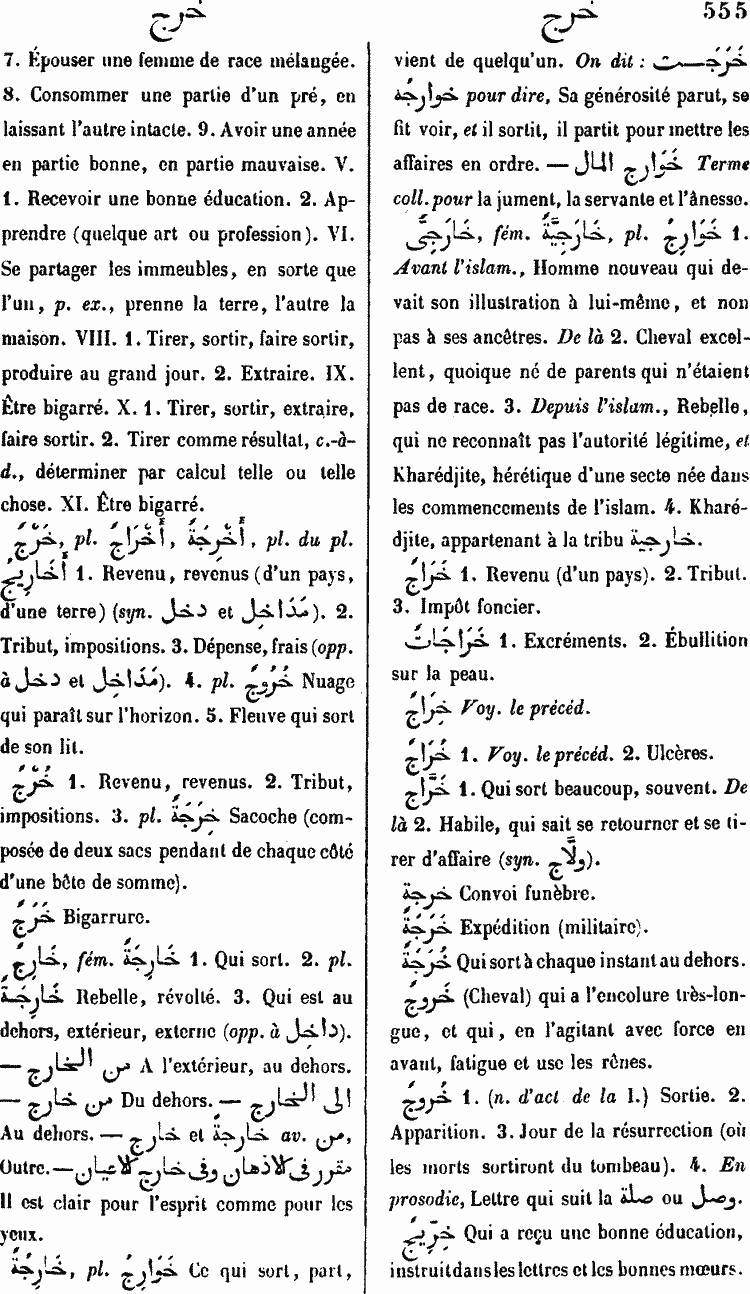 خرج
خرج 555
7. Épouser une femme de race mélangée.
8. Consommer une partie d'un pré, en
laissant l'autre intacte. 9. Avoir une année
en partie bonne, en partie mauvaise. V.
1. Recevoir une bonne éducation. 2. Ap-
prendre (quelque art ou profession). VI.
Se partager les immeubles, en sorte que
l'un, p. ex., prenne la terre, l'autre la
maison. VIII. 1. Tirer, sortir, faire sortir,
produire au grand jour. 2. Extraire. IX.
Être bigarré. X. 1. Tirer, sortir, extraire,
faire sortir. 2. Tirer comme résultat, c.-à-
d., déterminer par calcul telle ou telle
chose. XI. Être bigarré.
خَرْجٌ, pl. أَخْرَاجٌ, أَخْرِجَةٌ, pl. du pl.
أَخَارِيجُ 1. Revenu, revenus (d'un pays,
d'une terre) (syn. دخل et مَدَاخِل). 2.
Tribut, impositions. 3. Dépense, frais (opp.
à دخل et مَدَاخِل). 4. pl. خُرُوجٌ Nuage
qui paraît sur l'horizon. 5. Fleuve qui sort
de son lit.
خُرْجٌ 1. Revenu, revenus. 2. Tribut,
impositions. 3. pl. خِرَجَةٌ Sacoche (com-
posée de deux sacs pendant de chaque côté
d'une bête de somme).
خَرَجٌ Bigarrure.
خَارِجٌ, fém. خَارِجَةٌ 1. Qui sort. 2. pl.
خَارِجَةٌ Rebelle, révolté. 3. Qui est au
dehors, extérieur, externe (opp. à دَاخِل).
— من الخارج A l'extérieur, au dehors.
— من خارج Du dehors. — الى الخارج
Au dehors. — خارج et خارجة av. من,
Outre. — مقرر فى الاذهان وفى خارج الاعيان
Il est clair pour l'esprit comme pour les
yeux.
خَارِجَةٌ, pl. خَوَارِجُ Ce qui sort, part,
vient de quelqu'un. On dit : خَرَجَت
خوارجُه pour dire, Sa générosité parut, se
fit voir, et il sortit, il partit pour mettre les
affaires en ordre. — خَوَارِج المَال Terme
coll. pour la jument, la servante et l'ânesse.
خَارِجِىٌّ, fém. خَارِجِيَّةٌ, pl. خَوَارِجُ 1.
Avant l'islam., Homme nouveau qui de-
vait son illustration à lui-même, et non
pas à ses ancêtres. De là 2. Cheval excel-
lent, quoique né de parents qui n'étaient
pas de race. 3. Depuis l'islam., Rebelle,
qui ne reconnaît pas l'autorité légitime, et
Kharédjite, hérétique d'une secte née dans
les commencements de l'islam. 4. Kharé-
djite, appartenant à la tribu خارجية.
خَرَاجٌ 1. Revenu (d'un pays). 2. Tribut.
3. Impôt foncier.
خَرَاجَاتٌ 1. Excréments. 2. Ébullition
sur la peau.
خِرَاجٌ Voy. le précéd.
خُرَاجٌ 1. Voy. le précéd. 2. Ulcères.
خَرَّاجٌ 1. Qui sort beaucoup, souvent. De
là 2. Habile, qui sait se retourner et se ti-
rer d'affaire (syn. ولَّاج).
خرجة Convoi funèbre.
خَرْجَةٌ Expédition (militaire).
خُرَجَةٌ Qui sort à chaque instant au dehors.
خَروجٌ (Cheval) qui a l'encolure très-lon-
gue, et qui, en l'agitant avec force en
avant, fatigue et use les rênes.
خُروجٌ 1. (n. d'act de la I.) Sortie. 2.
Apparition. 3. Jour de la résurrection (où
les morts sortiront du tombeau). 4. En
prosodie, Lettre qui suit la صلة ou وصل.
خِرِّيجٌ Qui a reçu une bonne éducation,
instruit dans les lettres et les bonnes mœurs.